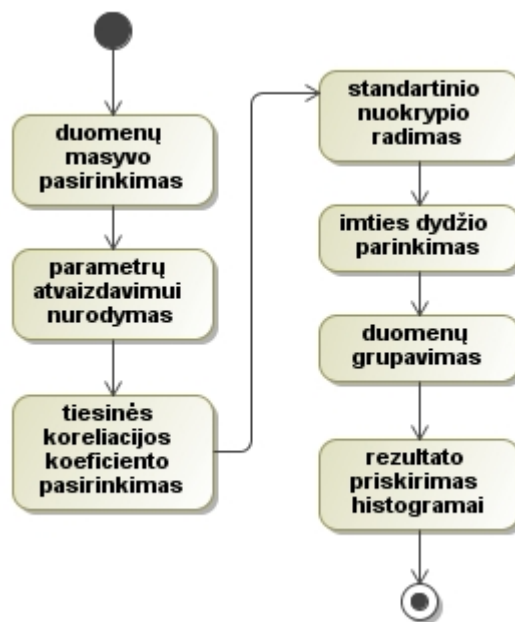 duomenų
masyvo
pasirinkimas
parametrų
atvaizdavimui
nurodymas
tiesinės
koreliacijos
koeficiento
pasirinkimas
standartinio
nuokrypio
radimas
imties dydžio
parinkimas
duomenų
grupavimas
rezultato
priskirimas
histogramai